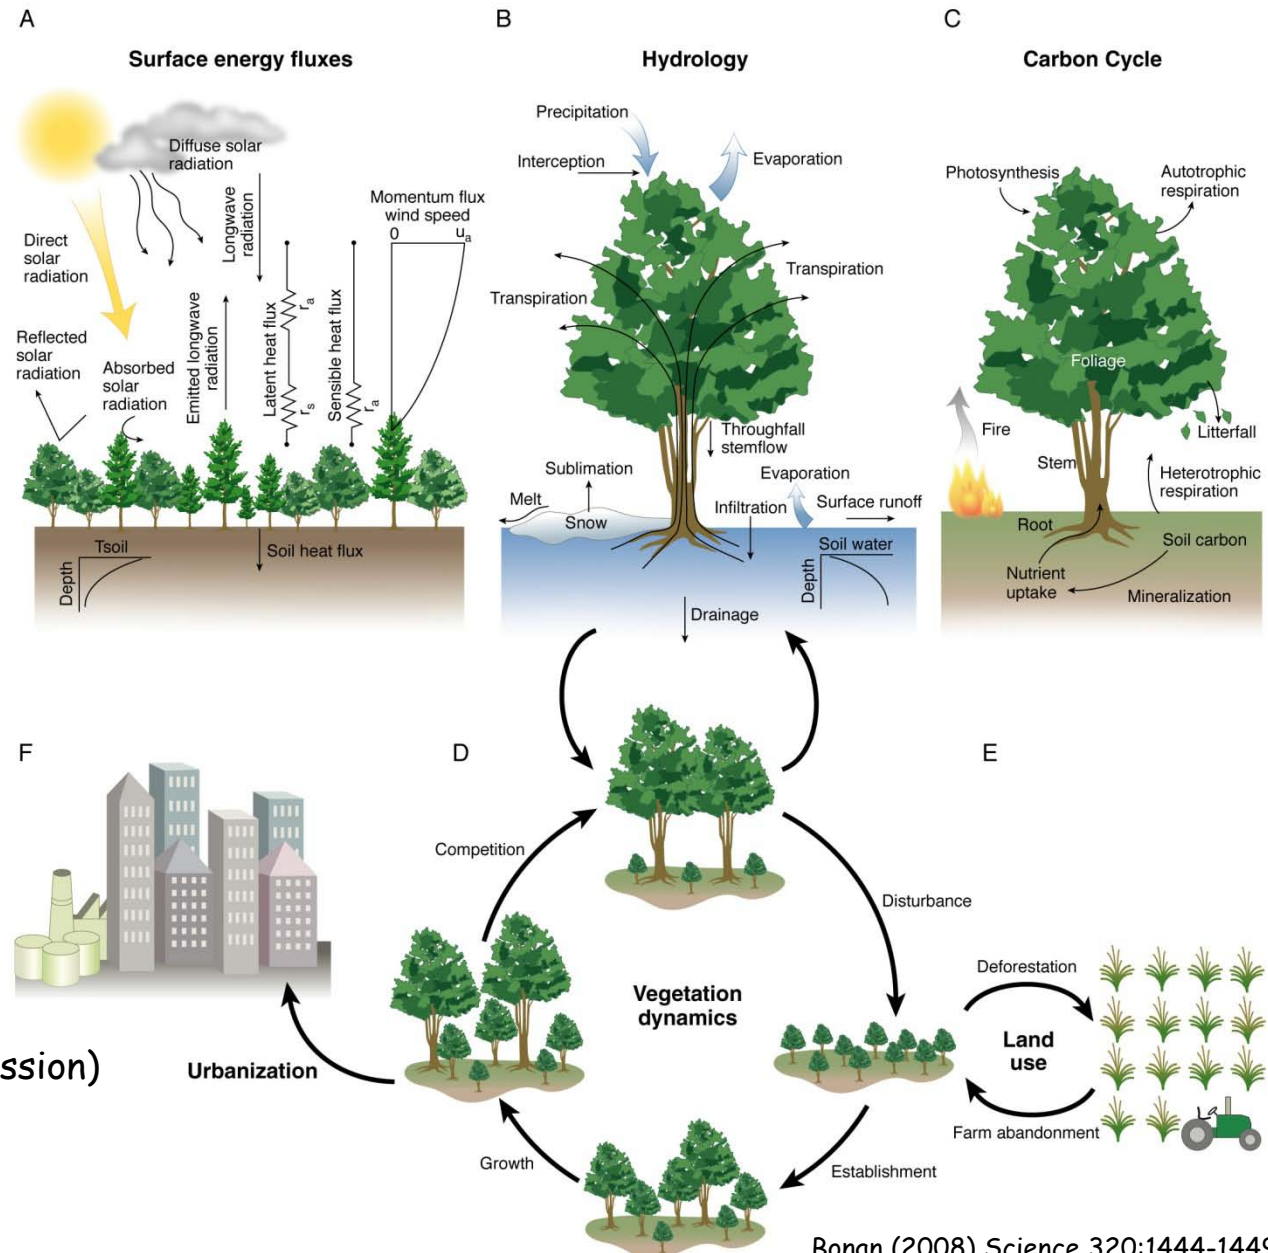 A
Surface energy fluxes
Diffuse solar
radiation
Direct
solar
radiation
Longwave
radiation
Momentum flux
wind speed
0
uₐ
Reflected
solar
radiation
Absorbed
solar
radiation
Emitted longwave
radiation
Latent heat flux
rₐ
rₛ
Sensible heat flux
rₐ
Tsoil
Depth
Soil heat flux
B
Hydrology
Precipitation
Interception
Evaporation
Transpiration
Transpiration
Throughfall
stemflow
Sublimation
Evaporation
Melt
Snow
Infiltration
Surface runoff
Soil water
Depth
Drainage
C
Carbon Cycle
Photosynthesis
Autotrophic
respiration
Foliage
Fire
Litterfall
Stem
Heterotrophic
respiration
Root
Soil carbon
Nutrient
uptake
Mineralization
F
D
E
Competition
Disturbance
Vegetation
dynamics
Deforestation
Land
use
Farm abandonment
ssion)
Urbanization
Growth
Establishment
Bonan (2008) Science 320:1444-1449